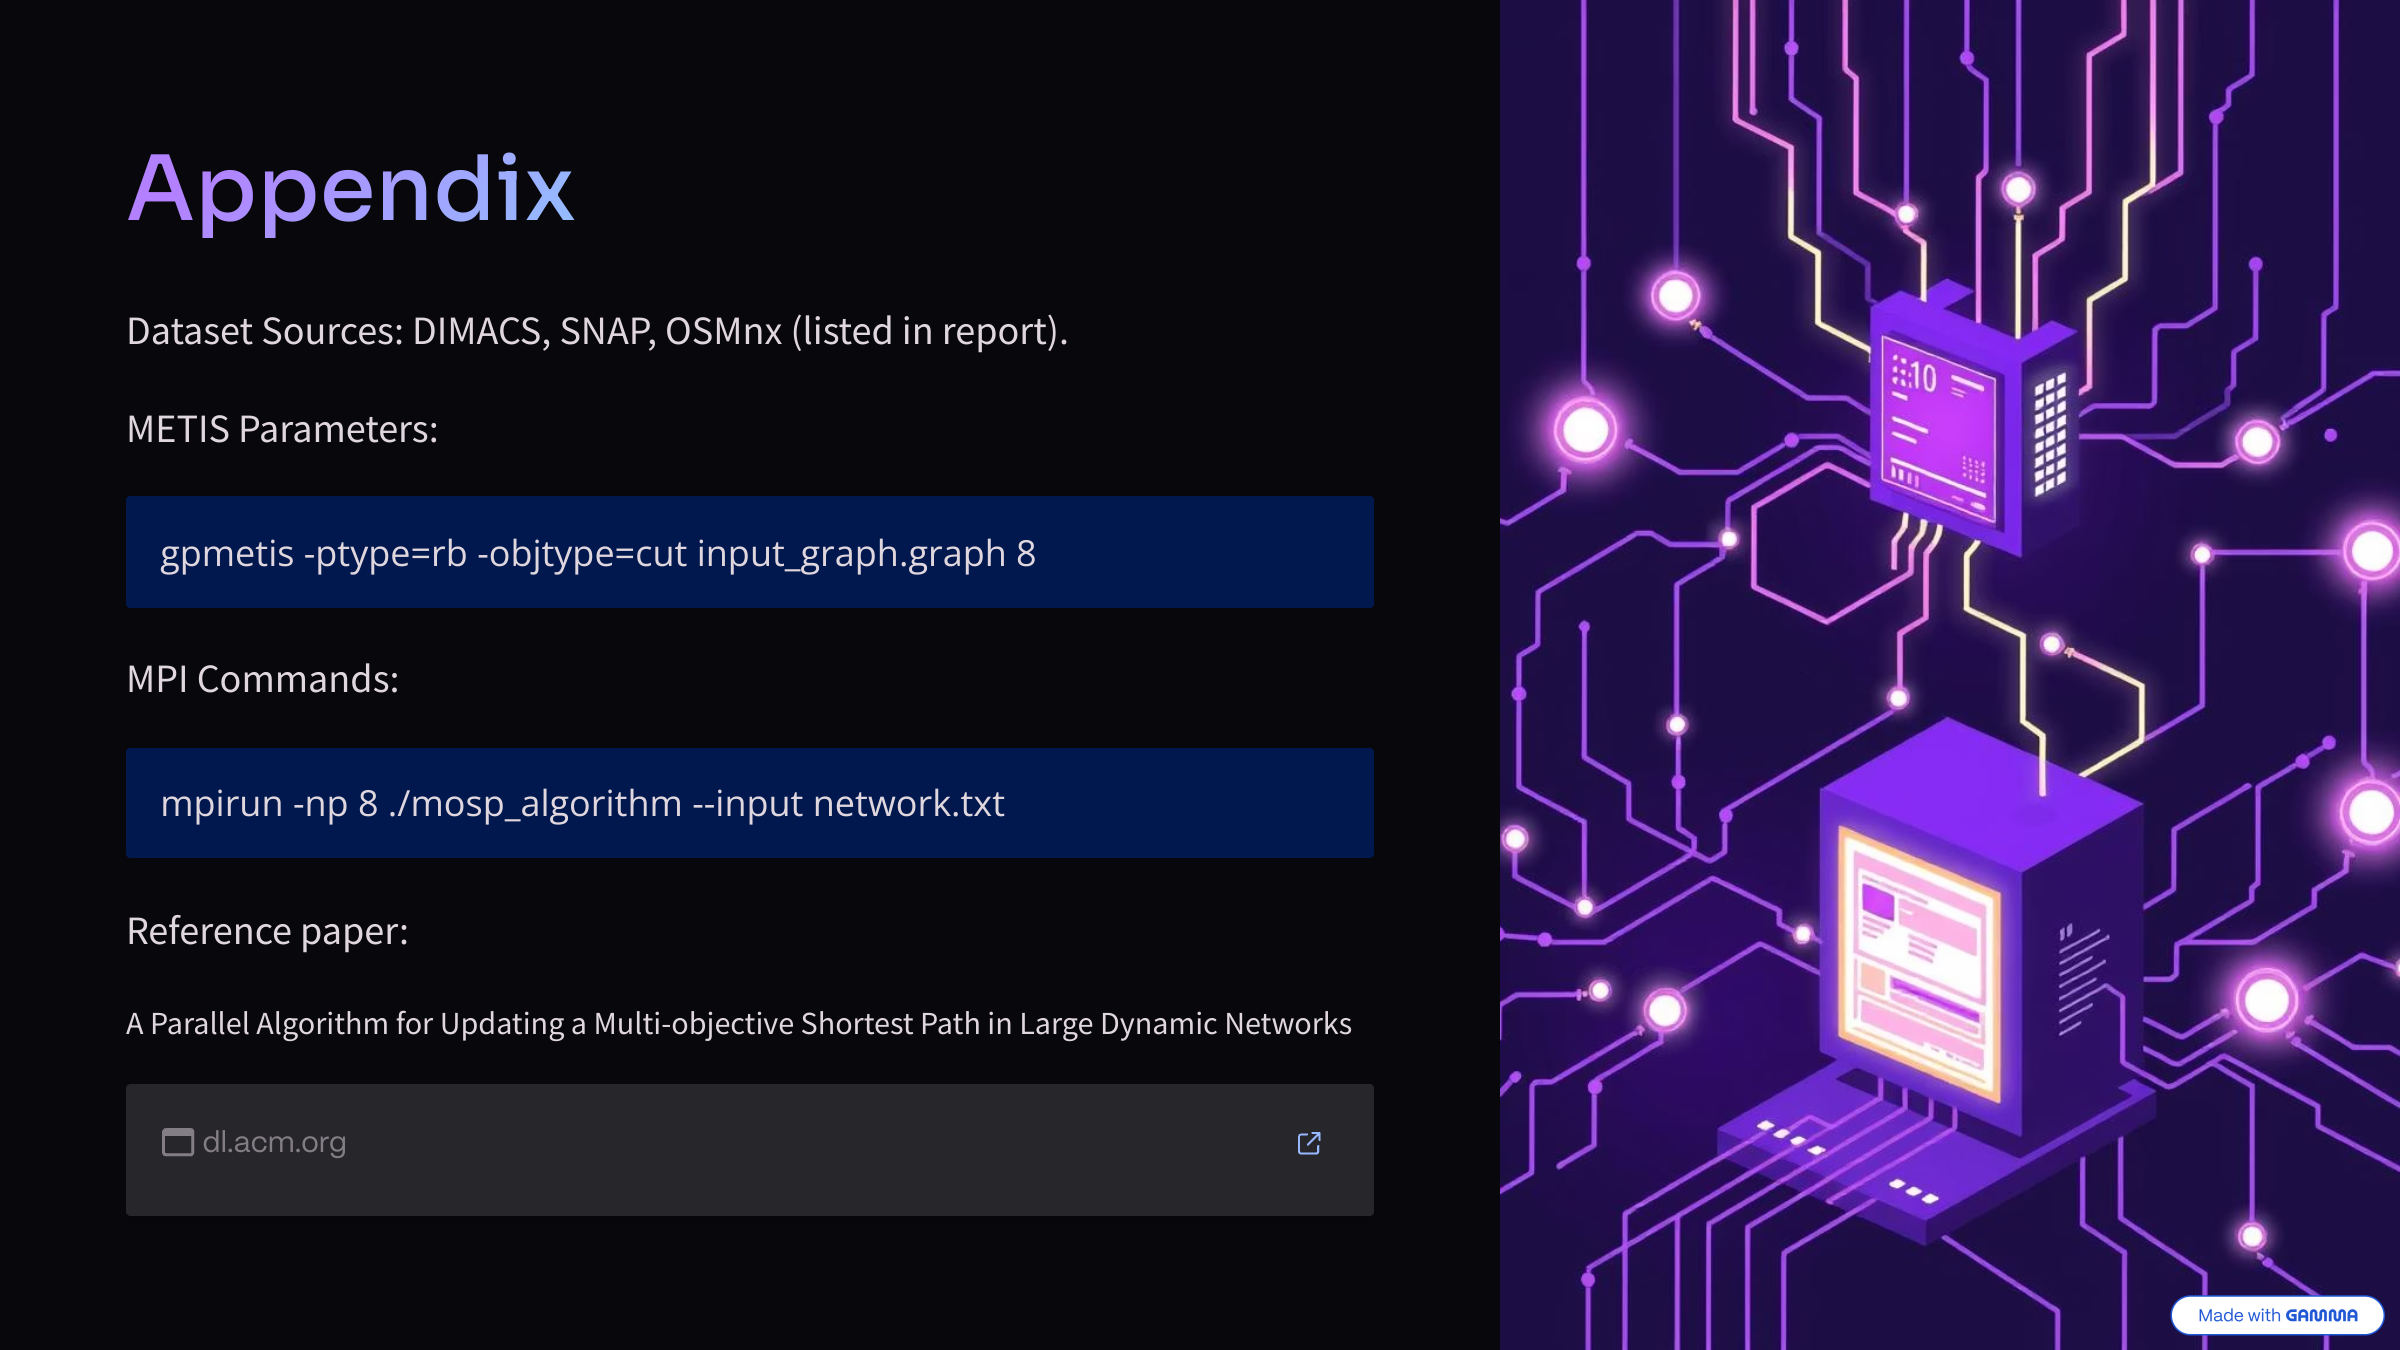 Appendix
Dataset Sources: DIMACS, SNAP, OSMnx (listed in report).
METIS Parameters:
gpmetis -ptype=rb -objtype=cut input_graph.graph 8
MPI Commands:
mpirun -np 8 ./mosp_algorithm --input network.txt
Reference paper:
A Parallel Algorithm for Updating a Multi-objective Shortest Path in Large Dynamic Networks
dl.acm.org
:10
Made with GAMMA